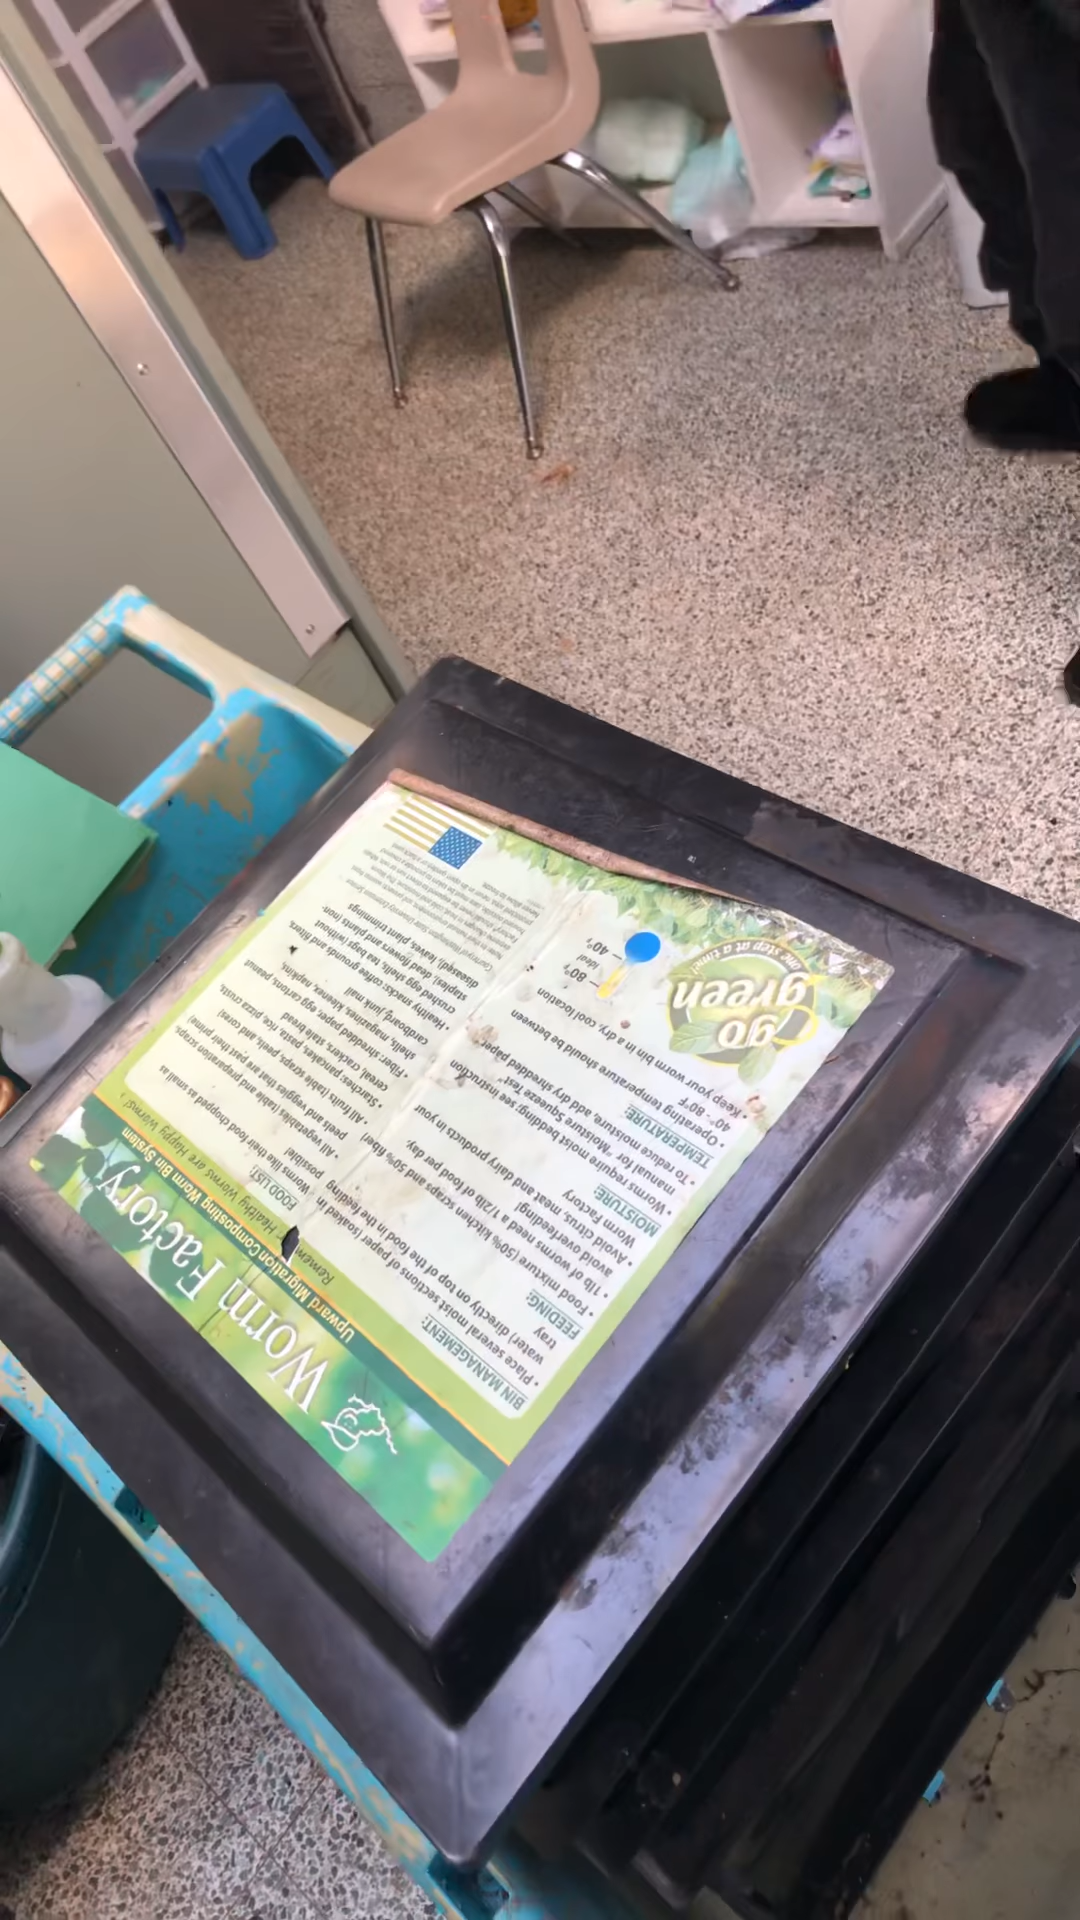 Worm Factory
Upward Migration Composting Worm Bin System
Remember Healthy Worms are Happy Worms!
BIN MANAGEMENT:
• Place several moist sections of paper (soaked in
water) directly on top of the food in the feeding
tray
FEEDING:
• Food mixture (50% kitchen scraps and 50% fiber)
• 1lb of worms need a 1/2lb of food per day.
avoid overfeeding!
• Avoid citrus, meat and dairy products in your
Worm Factory
MOISTURE:
• Worms require moist bedding; see instruction
manual for "Moisture Squeeze Test"
• To reduce moisture, add dry shredded paper
TEMPERATURE:
• Operating temperature should be between
40° - 80°F
• Keep your worm bin in a dry, cool location
80°
ideal
40°
go
green
one step at a time!
FOOD LIST:
Worms like their food chopped as small as
possible!
• All vegetables (table and preparation scraps,
peels and veggies that are past their prime)
• All fruits (table scraps, peels, and cores)
• Starches: pancakes, pasta, rice, pizza crusts,
cereal, crackers, stale bread
• Fiber: shredded paper, egg cartons, peanut
shells, magazines, kleenex, napkins,
cardboard, junk mail
• Healthy snacks: coffee grounds and filters
crushed egg shells, tea bags (without
staples), dead flowers and plants (non-
diseased), leaves, plant trimmings